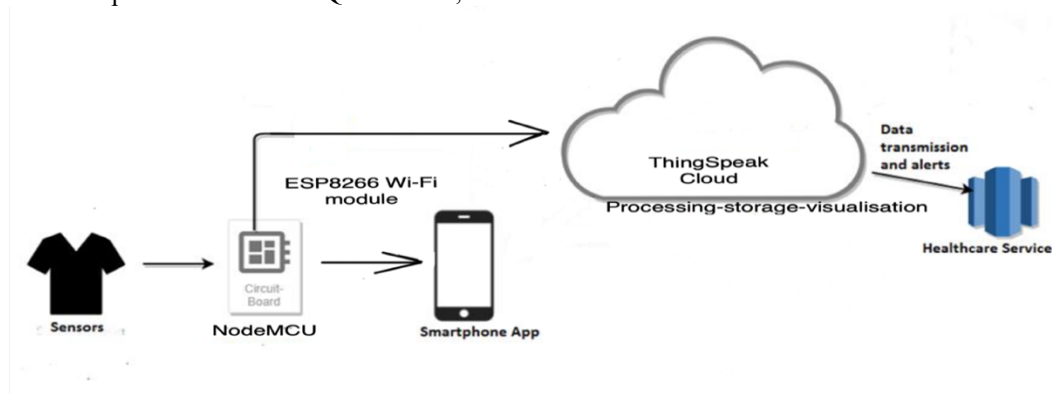 Data
transmission
and alerts
ThingSpeak
Cloud
ESP8266 Wi-Fi
module
Processing-storage-visualisation
Healthcare Service
Circuit-
Board
Sensors
NodeMCU
Smartphone App